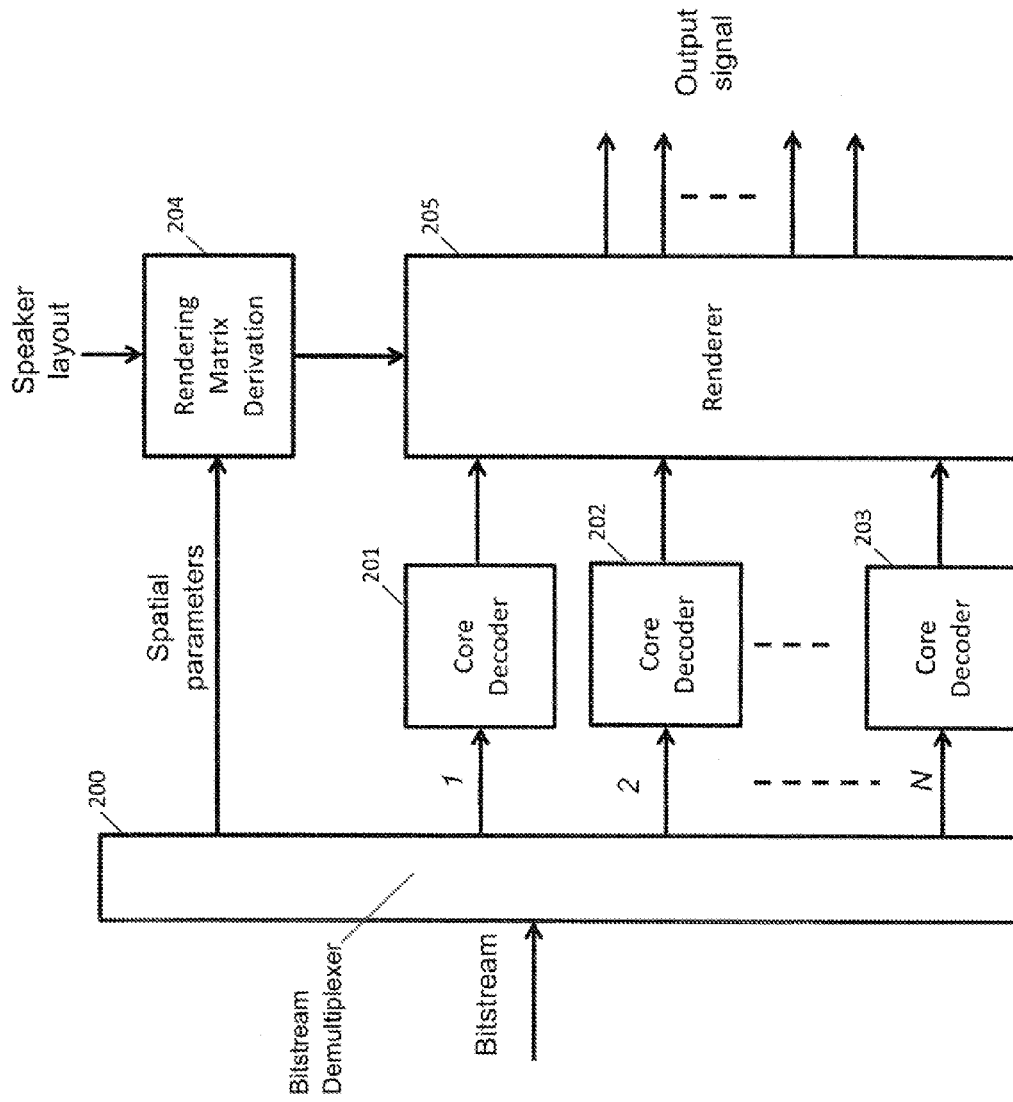 Bitstream
Bitstream
Demultiplexer
200
Spatial
parameters
Speaker
layout
204
Rendering
Matrix
Derivation
1
201
Core
Decoder
2
202
Core
Decoder
N
203
Core
Decoder
205
Renderer
Output
signal